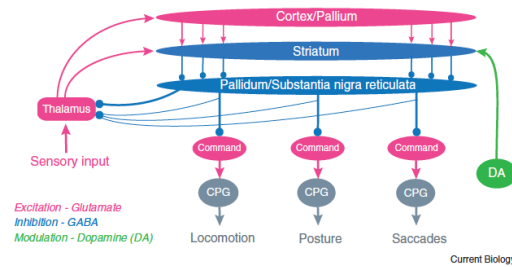 Cortex/Pallium
Striatum
Pallidum/Substantia nigra reticulata
Thalamus
Sensory input
Command Command Command
DA
CPG CPG CPG
Excitation - Glutamate
Inhibition - GABA
Modulation - Dopamine (DA)
Locomotion Posture Saccades
Current Biology